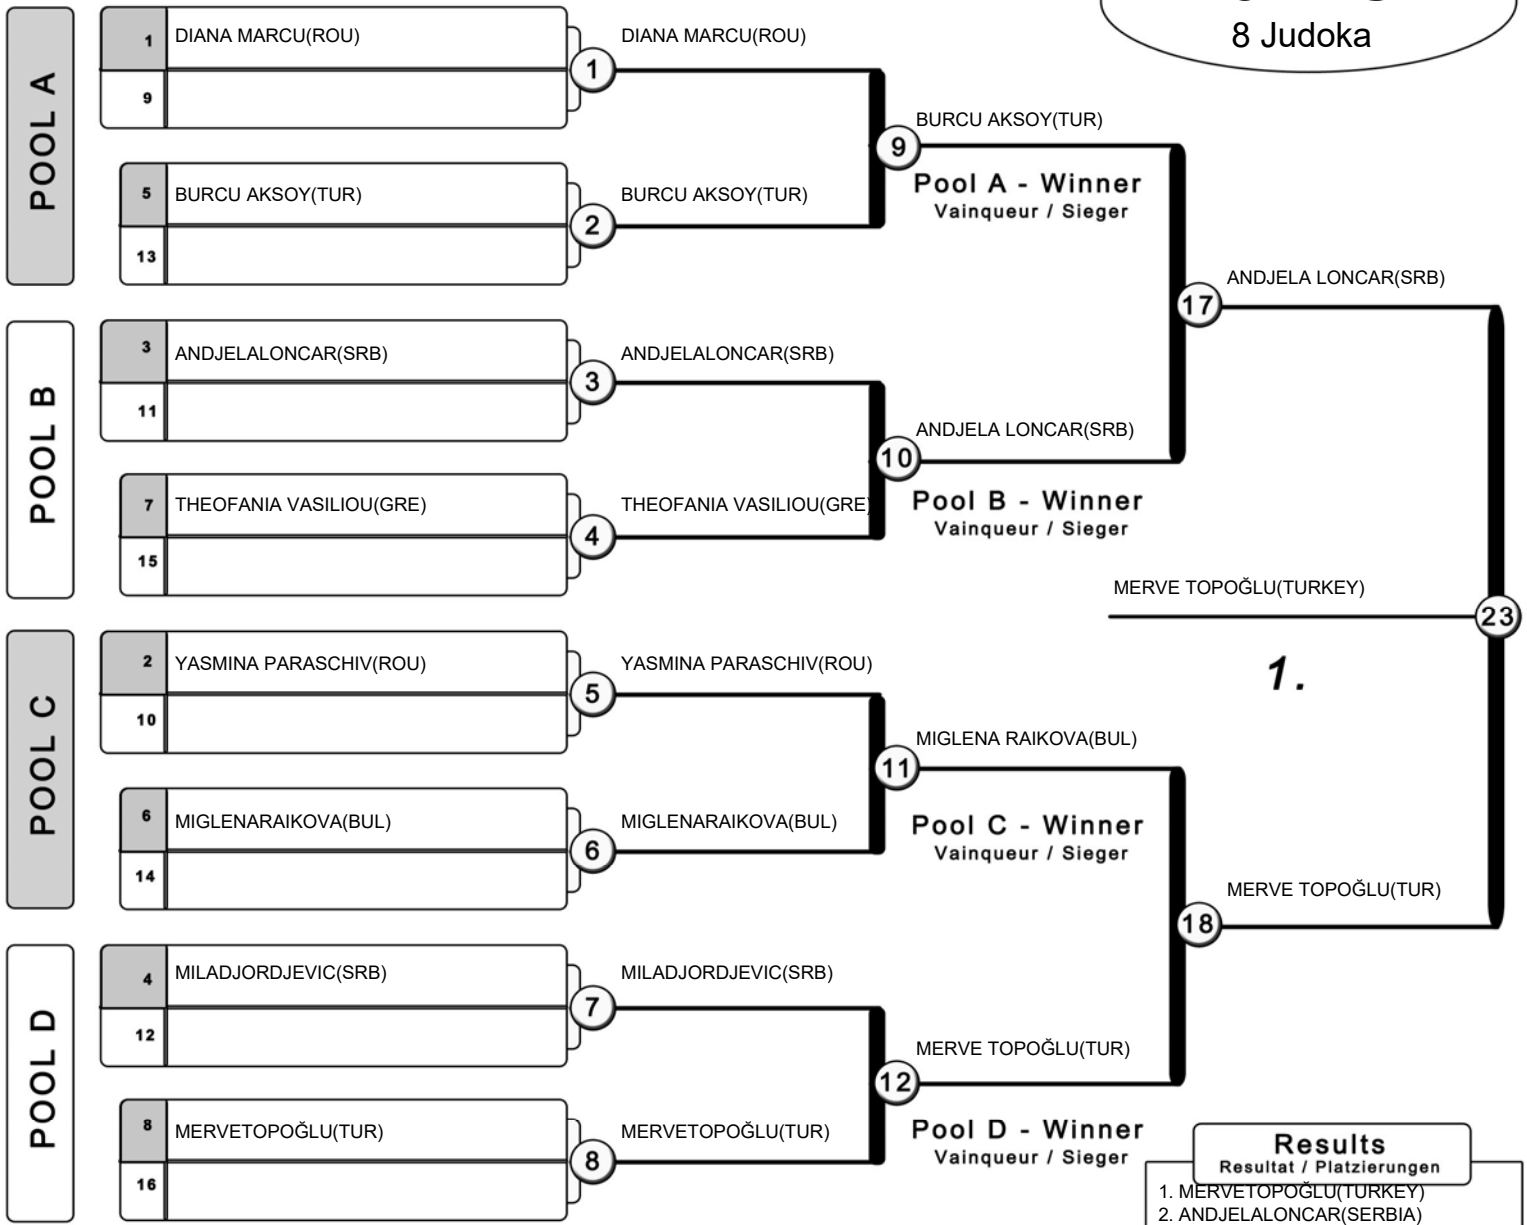 8 Judoka
POOL A
1 DIANA MARCU(ROU)
9
1
DIANA MARCU(ROU)
5 BURCU AKSOY(TUR)
13
2
BURCU AKSOY(TUR)
9
BURCU AKSOY(TUR)
Pool A - Winner
Vainqueur / Sieger
POOL B
3 ANDJELALONCAR(SRB)
11
3
ANDJELALONCAR(SRB)
7 THEOFANIA VASILIOU(GRE)
15
4
THEOFANIA VASILIOU(GRE)
10
ANDJELA LONCAR(SRB)
Pool B - Winner
Vainqueur / Sieger
17
ANDJELA LONCAR(SRB)
MERVE TOPOĞLU(TURKEY)
23
1.
POOL C
2 YASMINA PARASCHIV(ROU)
10
5
YASMINA PARASCHIV(ROU)
6 MIGLENARAIKOVA(BUL)
14
6
MIGLENARAIKOVA(BUL)
11
MIGLENA RAIKOVA(BUL)
Pool C - Winner
Vainqueur / Sieger
18
MERVE TOPOĞLU(TUR)
POOL D
4 MILADJORDJEVIC(SRB)
12
7
MILADJORDJEVIC(SRB)
8 MERVETOPOĞLU(TUR)
16
8
MERVETOPOĞLU(TUR)
12
MERVE TOPOĞLU(TUR)
Pool D - Winner
Vainqueur / Sieger
Results
Resultat / Platzierungen
1. MERVETOPOĞLU(TURKEY)
2. ANDJELALONCAR(SERBIA)